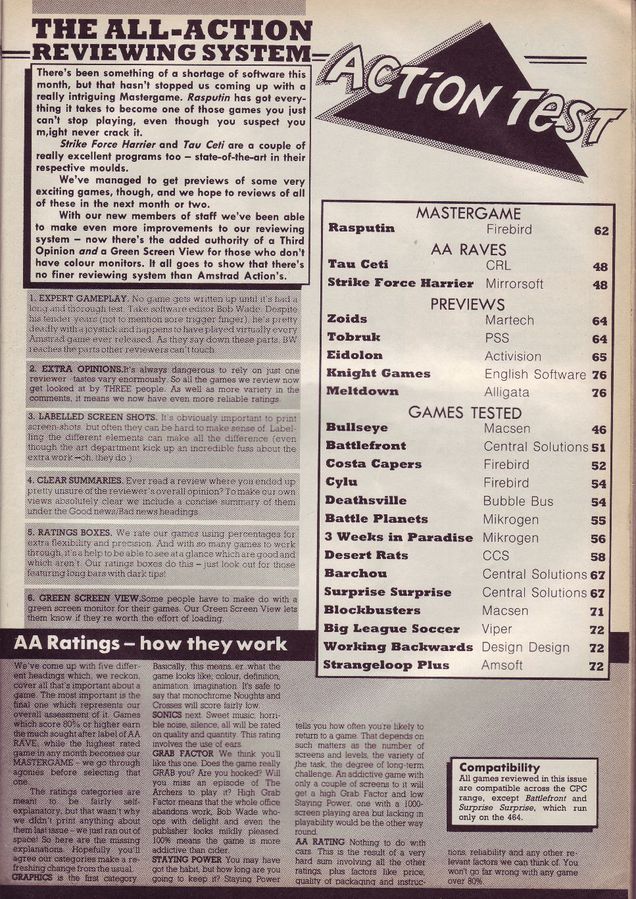 THE ALL-ACTION
REVIEWING SYSTEM
There's been something of a shortage of software this
month, but that hasn't stopped us coming up with a
really intriguing Mastergame. Rasputin has got every-
thing it takes to become one of those games you just
can't stop playing, even though you suspect you
m,ight never crack it.
Strike Force Harrier and Tau Ceti are a couple of
really excellent programs too – state-of-the-art in their
respective moulds.
We've managed to get previews of some very
exciting games, though, and we hope to reviews of all
of these in the next month or two.
With our new members of staff we've been able
to make even more improvements to our reviewing
system – now there's the added authority of a Third
Opinion and a Green Screen View for those who don't
have colour monitors. It all goes to show that there's
no finer reviewing system than Amstrad Action's.
1. EXPERT GAMEPLAY. No game gets written up until it's had a
long and thorough test. Take software editor Bob Wade. Despite
his tender years (not to mention sore trigger finger), he's pretty
deadly with a joystick and happens to have played virtually every
Amstrad game ever released. As they say down these parts, BW
reaches the parts other reviewers can't touch.
2. EXTRA OPINIONS.It's always dangerous to rely on just one
reviewer – tastes vary enormously. So all the games we review now
get looked at by THREE people. As well as more variety in the
comments, it means we now have even more reliable ratings.
3. LABELLED SCREEN SHOTS. It's obviously important to print
screen-shots, but often they can be hard to make sense of. Label-
ling the different elements can make all the difference (even
though the art department kick up an incredible fuss about the
extra work – oh, they do.)
4. CLEAR SUMMARIES. Ever read a review where you ended up
pretty unsure of the reviewer's overall opinion? To make our own
views absolutely clear we include a concise summary of them
under the Good news/Bad news headings.
5. RATINGS BOXES. We rate our games using percentages for
extra flexibility and precision. And with so many games to work
through, it's a help to be able to see at a glance which are good and
which aren't. Our ratings boxes do this – just look out for those
featuring long bars with dark tips!
6. GREEN SCREEN VIEW.Some people have to make do with a
green screen monitor for their games. Our Green Screen View lets
them know if they're worth the effort of loading.
ACTION TEST
MASTERGAME
Rasputin Firebird 62
AA RAVES
Tau Ceti CRL 48
Strike Force Harrier Mirrorsoft 48
PREVIEWS
Zoids Martech 64
Tobruk PSS 64
Eidolon Activision 65
Knight Games English Software 76
Meltdown Alligata 76
GAMES TESTED
Bullseye Macsen 46
Battlefront Central Solutions 51
Costa Capers Firebird 52
Cylu Firebird 54
Deathsville Bubble Bus 54
Battle Planets Mikrogen 55
3 Weeks in Paradise Mikrogen 56
Desert Rats CCS 58
Barchou Central Solutions 67
Surprise Surprise Central Solutions 67
Blockbusters Macsen 71
Big League Soccer Viper 72
Working Backwards Design Design 72
Strangeloop Plus Amsoft 72
AA Ratings – how they work
We've come up with five differ-
ent headings which, we reckon,
cover all that's important about a
game. The most important is the
final one which represents our
overall assessment of it. Games
which score 80% or higher earn
the much sought after label of AA
RAVE, while the highest rated
game in any month becomes our
MASTERGAME – we go through
agonies before selecting that
one.
The ratings categories are
meant to be fairly self-
explanatory, but that wasn't why
we didn't print anything about
them last issue – we just ran out of
space! So here are the missing
explanations. Hopefully you'll
agree our categories make a re-
freshing change from the usual.
GRAPHICS is the first category.
Basically, this means, er, what the
game looks like; colour, definition,
animation, imagination. It's safe to
say that monochrome Noughts and
Crosses will score fairly low.
SONICS next. Sweet music, horri-
ble noise, silence, all will be rated
on quality and quantity. This rating
involves the use of ears.
GRAB FACTOR We think you'll
like this one. Does the game really
GRAB you? Are you hooked? Will
you miss an episode of The
Archers to play it? High Grab
Factor means that the whole office
abandons work, Bob Wade who-
ops with delight and even the
publisher looks mildly pleased.
100% means the game is more
addictive than cider.
STAYING POWER You may have
got the habit, but how long are you
going to keep it? Staying Power
tells you how often you're likely to
return to a game. That depends on
such matters as the number of
screens and levels, the variety of
the task, the degree of long-term
challenge. An addictive game with
only a couple of screens to it will
get a high Grab Factor and low
Staying Power, one with a 1000-
screen playing area but lacking in
playability would be the other way
round.
AA RATING Nothing to do with
cars. This is the result of a very
hard sum involving all the other
ratings, plus factors like price,
quality of packaging and instruc-
Compatibility
All games reviewed in this issue
are compatible across the CPC
range, except Battlefront and
Surprise Surprise, which run
only on the 464.
tions, reliability and any other re-
levant factors we can think of. You
won't go far wrong with any game
over 80%.